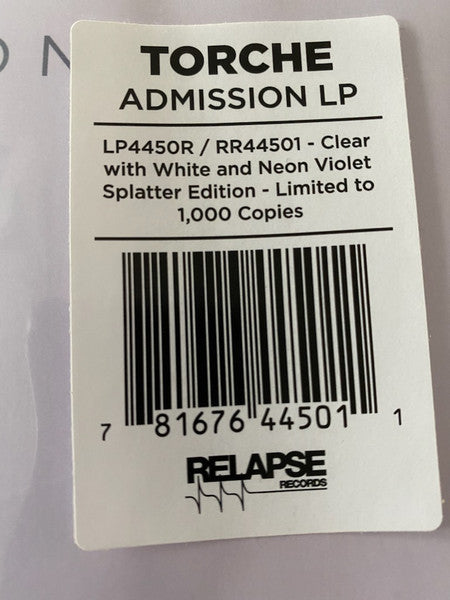 ON
TORCHE
ADMISSION LP
LP4450R / RR44501 - Clear
with White and Neon Violet
Splatter Edition - Limited to
1,000 Copies
7 81676 44501 1
RELAPSE
RECORDS